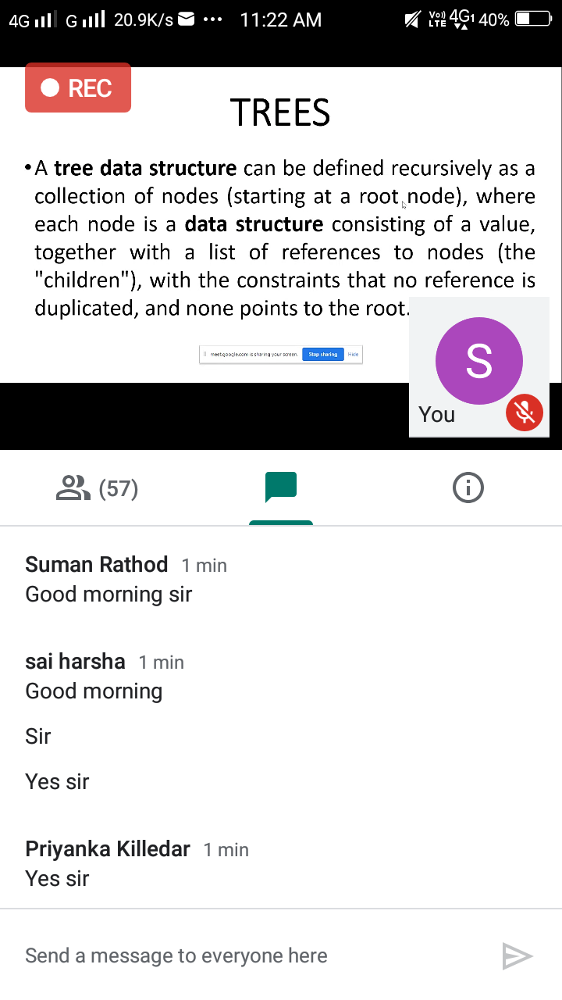 4G G 20.9K/s ... 11:22 AM Vo) LTE 4G1 40%
REC
TREES
•A tree data structure can be defined recursively as a
collection of nodes (starting at a root node), where
each node is a data structure consisting of a value,
together with a list of references to nodes (the
"children"), with the constraints that no reference is
duplicated, and none points to the root.
meet.google.com is sharing your screen. Stop sharing Hide
S
You
(57)
Suman Rathod 1 min
Good morning sir
sai harsha 1 min
Good morning
Sir
Yes sir
Priyanka Killedar 1 min
Yes sir
Send a message to everyone here